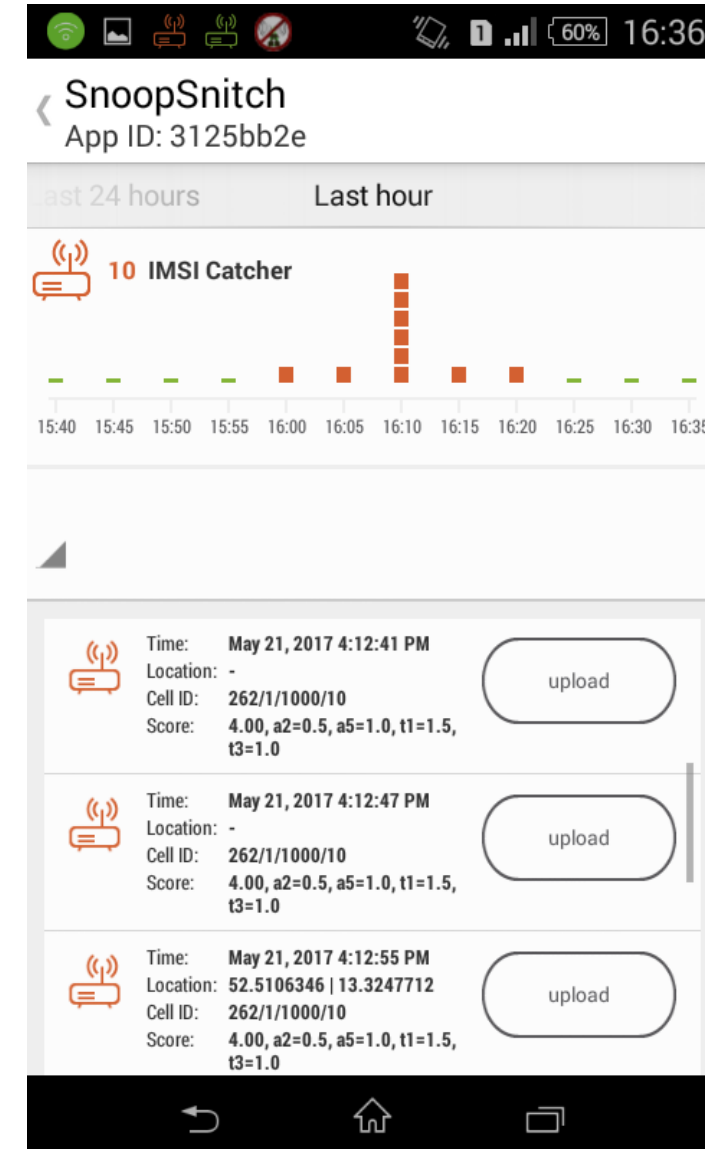 1 60% 16:36
SnoopSnitch
App ID: 3125bb2e
ast 24 hours Last hour
10 IMSI Catcher
15:40 15:45 15:50 15:55 16:00 16:05 16:10 16:15 16:20 16:25 16:30 16:35
Time: May 21, 2017 4:12:41 PM
Location: -
Cell ID: 262/1/1000/10
Score: 4.00, a2=0.5, a5=1.0, t1=1.5,
t3=1.0
upload
Time: May 21, 2017 4:12:47 PM
Location: -
Cell ID: 262/1/1000/10
Score: 4.00, a2=0.5, a5=1.0, t1=1.5,
t3=1.0
upload
Time: May 21, 2017 4:12:55 PM
Location: 52.5106346 | 13.3247712
Cell ID: 262/1/1000/10
Score: 4.00, a2=0.5, a5=1.0, t1=1.5,
t3=1.0
upload